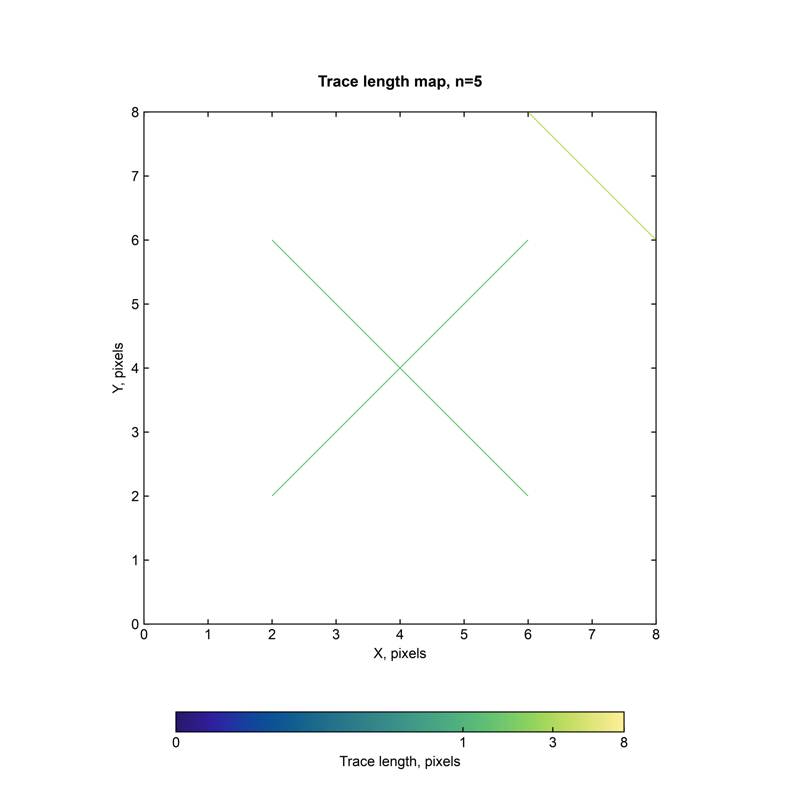 Trace length map, n=5
8
7
6
5
4
3
2
1
0
Y, pixels
0 1 2 3 4 5 6 7 8
X, pixels
0 1 3 8
Trace length, pixels